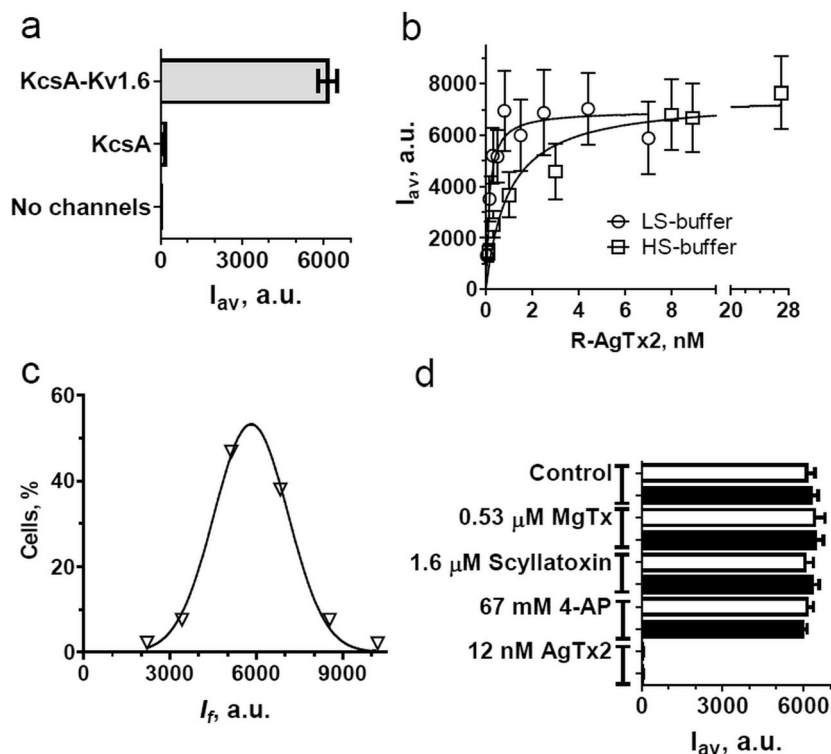 a
KcsA-Kv1.6
KcsA
No channels
0 3000 6000
Iav, a.u.
b
Iav, a.u.
10000
8000
6000
4000
2000
0
LS-buffer
HS-buffer
0 2 4 6 8 20 28
R-AgTx2, nM
c
Cells, %
60
40
20
0
0 3000 6000 9000
If, a.u.
d
Control
0.53 μM MgTx
1.6 μM Scyllatoxin
67 mM 4-AP
12 nM AgTx2
0 6000
Iav, a.u.